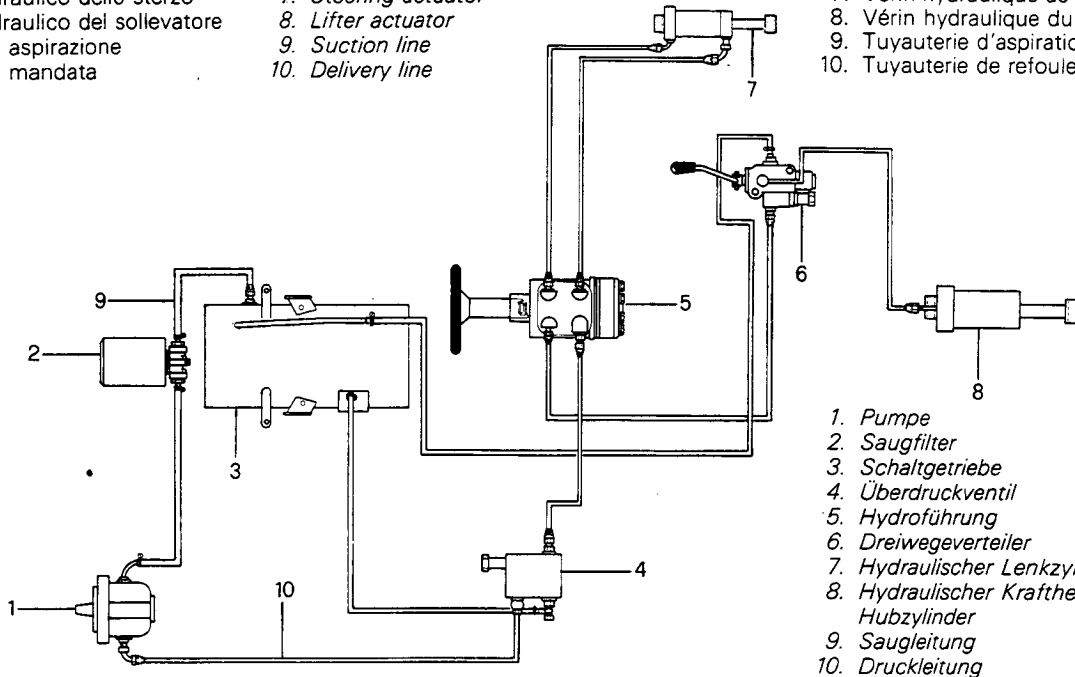 draulico dello sterzo
draulico del sollevatore
aspirazione
mandata
7. Steering actuator
8. Lifter actuator
9. Suction line
10. Delivery line
8. Vérin hydraulique du
9. Tuyauterie d'aspiratio
10. Tuyauterie de refoule
7
6
9
5
2
8
3
4
10
1
1. Pumpe
2. Saugfilter
3. Schaltgetriebe
4. Überdruckventil
5. Hydroführung
6. Dreiwegeverteiler
7. Hydraulischer Lenkzyl
8. Hydraulischer Krafthe
Hubzylinder
9. Saugleitung
10. Druckleitung